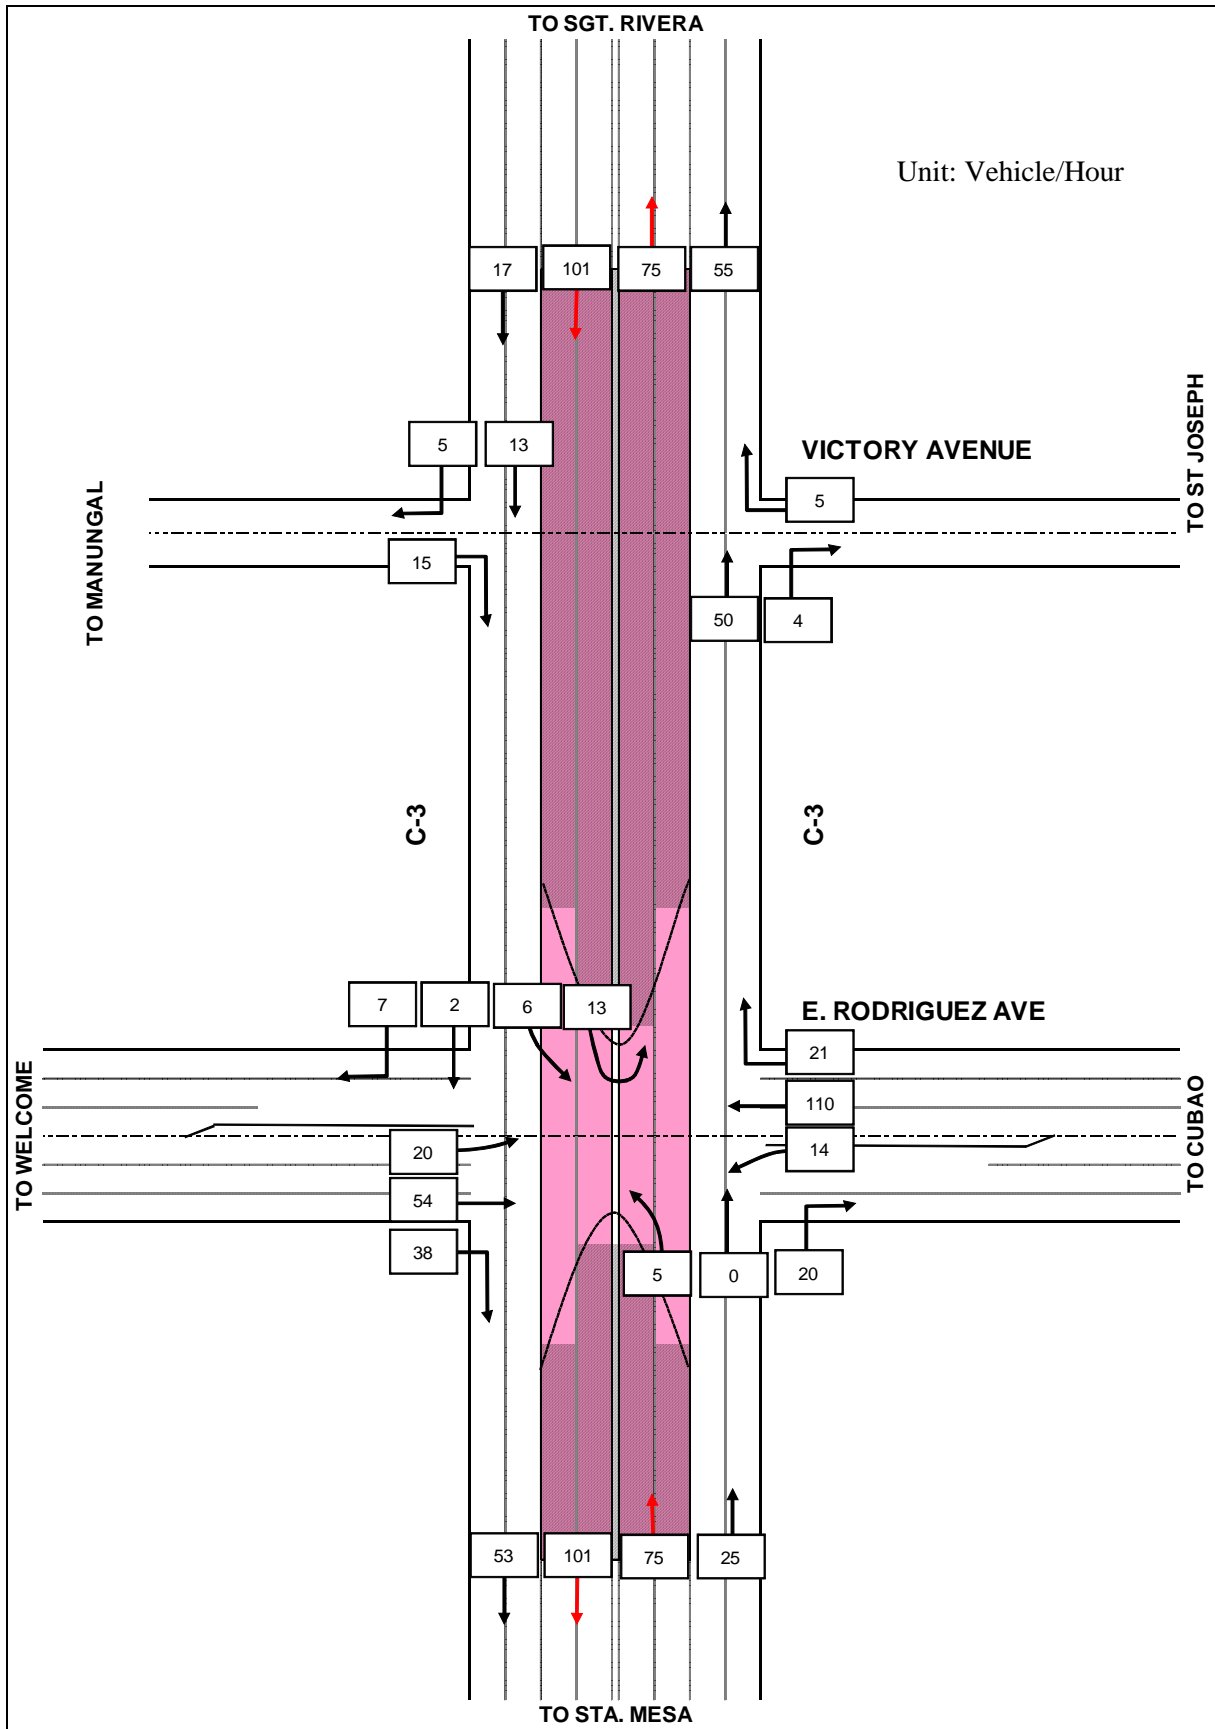 TO SGT. RIVERA
Unit: Vehicle/Hour
17
101
75
55
TO ST JOSEPH
5
13
VICTORY AVENUE
5
TO MANUNGAL
15
50
4
C-3
C-3
7
2
6
13
E. RODRIGUEZ AVE
21
110
14
TO WELCOME
TO CUBAO
20
54
38
5
0
20
53
101
75
25
TO STA. MESA